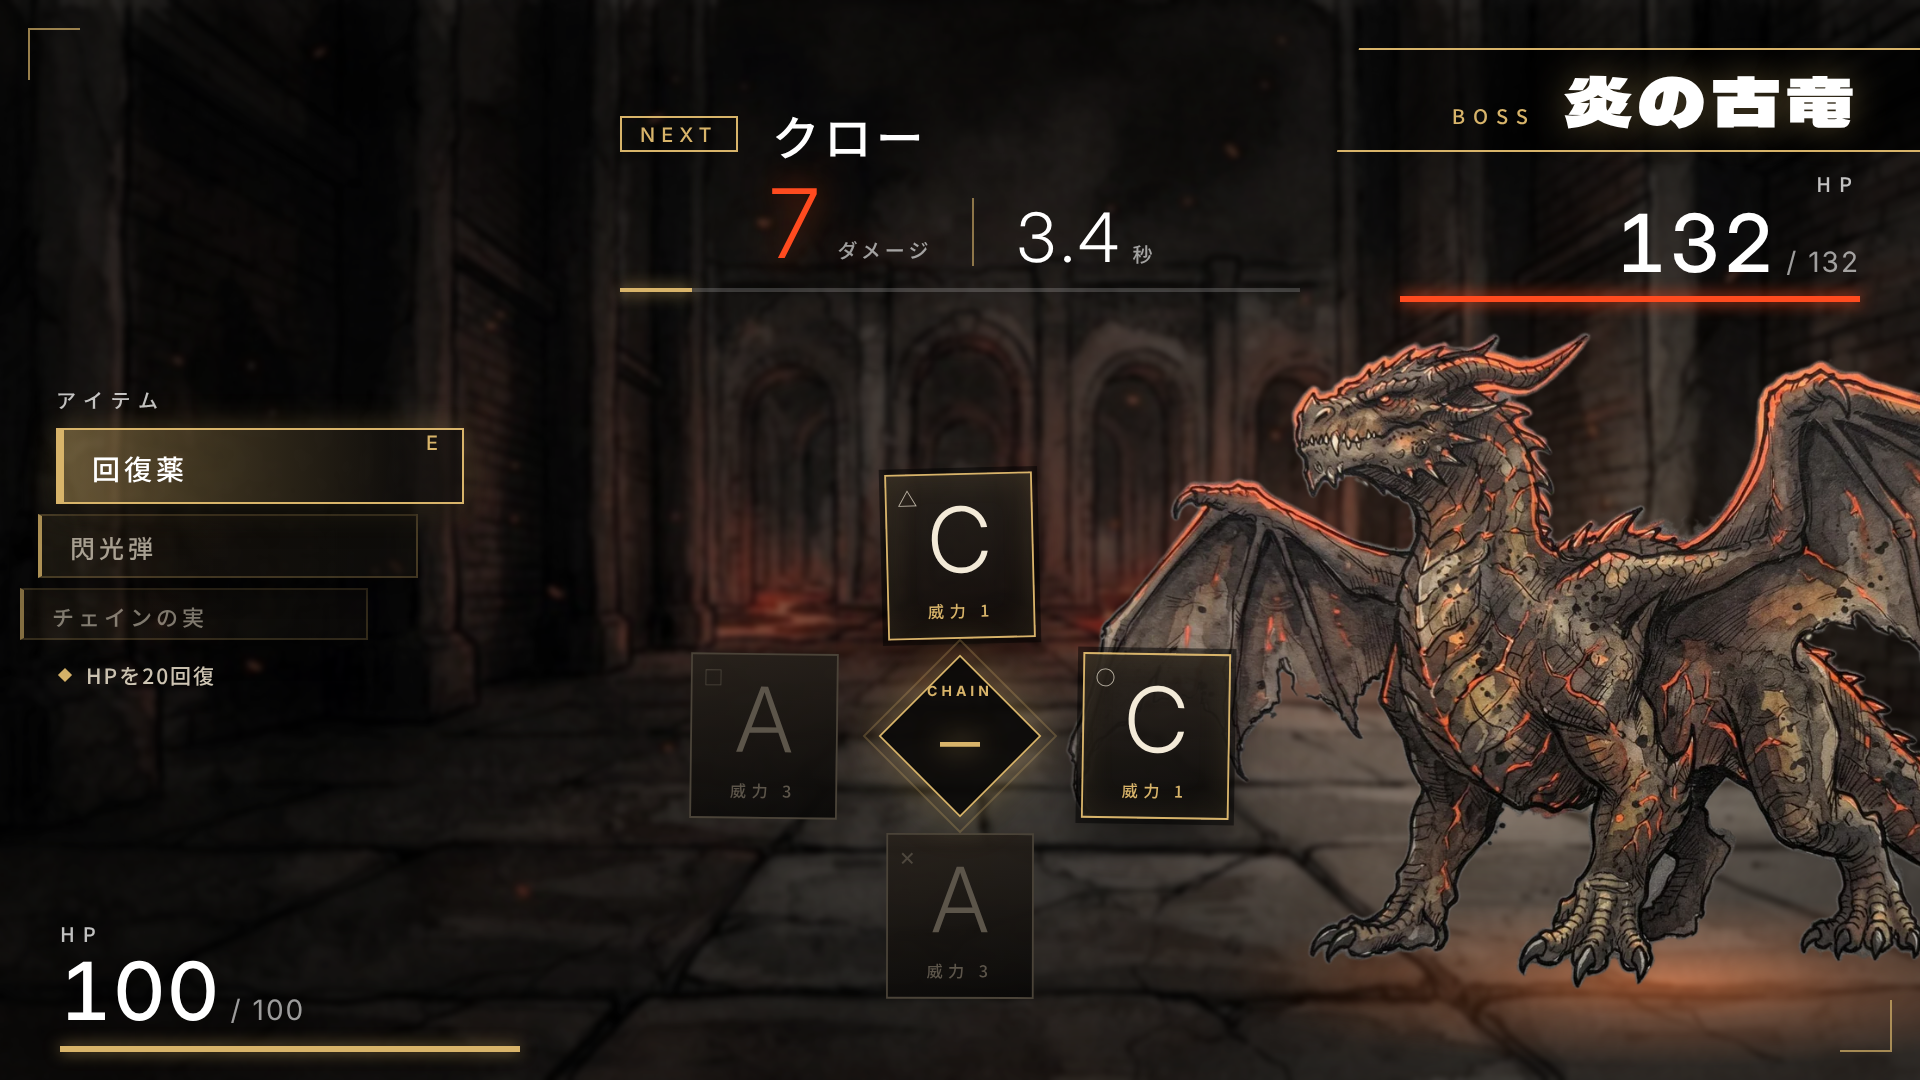 BOSS 炎の古竜
HP
132 / 132
NEXT クロー
7 ダメージ 3.4 秒
アイテム
回復薬 E
閃光弾
チェインの実
◆ HPを20回復
△
C
威力 1
□
A
威力 3
CHAIN
–
○
C
威力 1
×
A
威力 3
HP
100 / 100